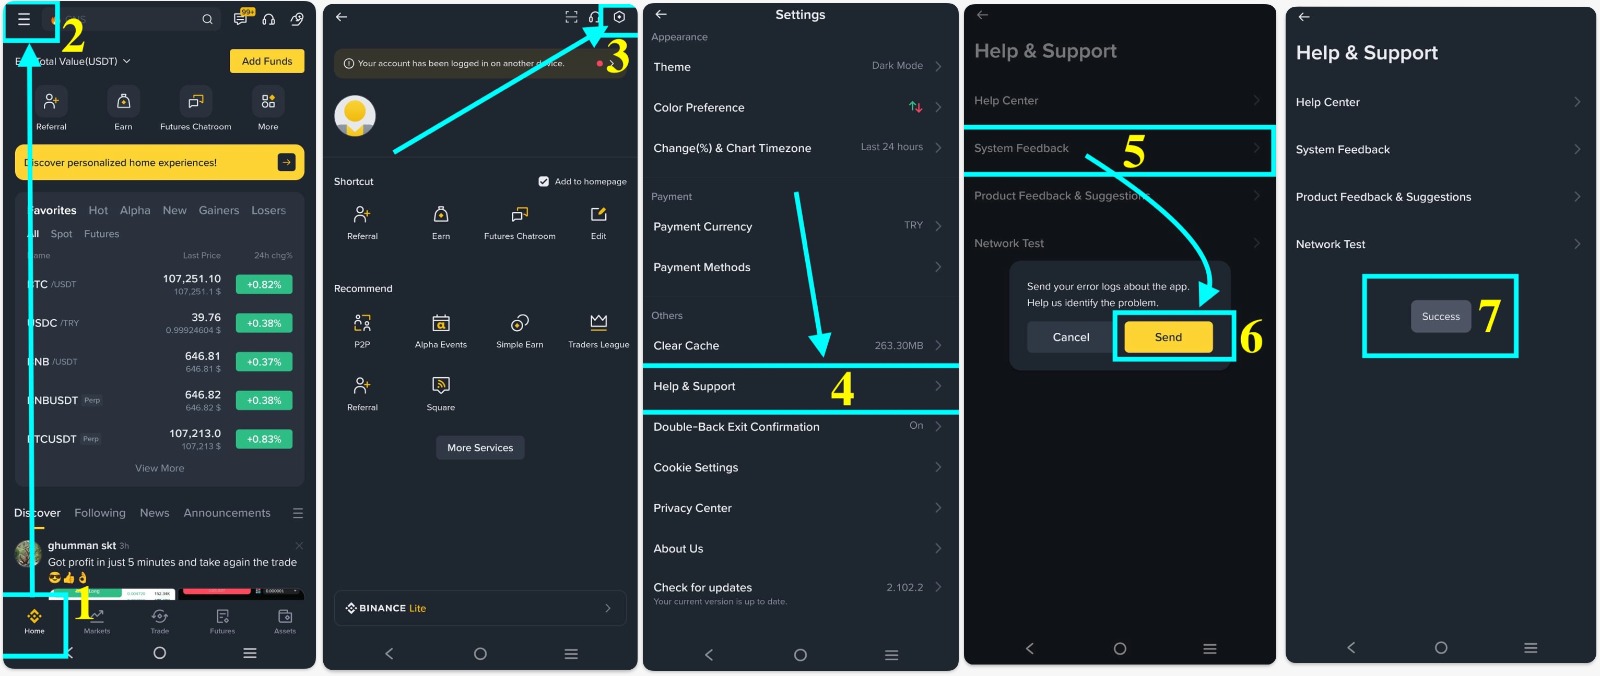 99+
2
Total Value(USDT)
Add Funds
Referral
Earn
Futures Chatroom
More
Discover personalized home experiences!
Favorites
Hot
Alpha
New
Gainers
Losers
All
Spot
Futures
Name
Last Price
24h chg%
BTC /USDT
107,251.10
107,251.1 $
+0.82%
USDC /TRY
39.76
0.99924604 $
+0.38%
BNB /USDT
646.81
646.81 $
+0.37%
BNBUSDT Perp
646.82
646.82 $
+0.38%
BTCUSDT Perp
107,213.0
107,213 $
+0.83%
View More
Discover
Following
News
Announcements
ghumman skt 3h
Got profit in just 5 minutes and take again the trade
1
Home
Markets
Trade
Futures
Assets
3
Your account has been logged in on another device.
Shortcut
Add to homepage
Referral
Earn
Futures Chatroom
Edit
Recommend
P2P
Alpha Events
Simple Earn
Traders League
Referral
Square
More Services
BINANCE Lite
Settings
Appearance
Theme
Dark Mode
Color Preference
Change(%) & Chart Timezone
Last 24 hours
Payment
Payment Currency
TRY
Payment Methods
Others
Clear Cache
263.30MB
Help & Support
4
Double-Back Exit Confirmation
On
Cookie Settings
Privacy Center
About Us
Check for updates
2.102.2
Your current version is up to date.
Help & Support
Help Center
System Feedback
5
Product Feedback & Suggestions
Network Test
Send your error logs about the app.
Help us identify the problem.
Cancel
Send
6
Help & Support
Help Center
System Feedback
Product Feedback & Suggestions
Network Test
Success
7